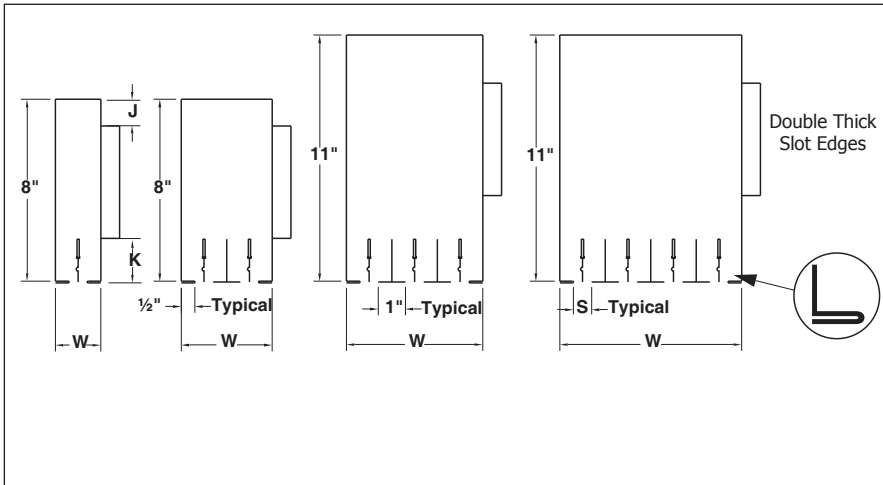 J
8"
K
W
8"
½"
Typical
W
11"
1"
Typical
W
11"
S
Typical
W
Double Thick
Slot Edges